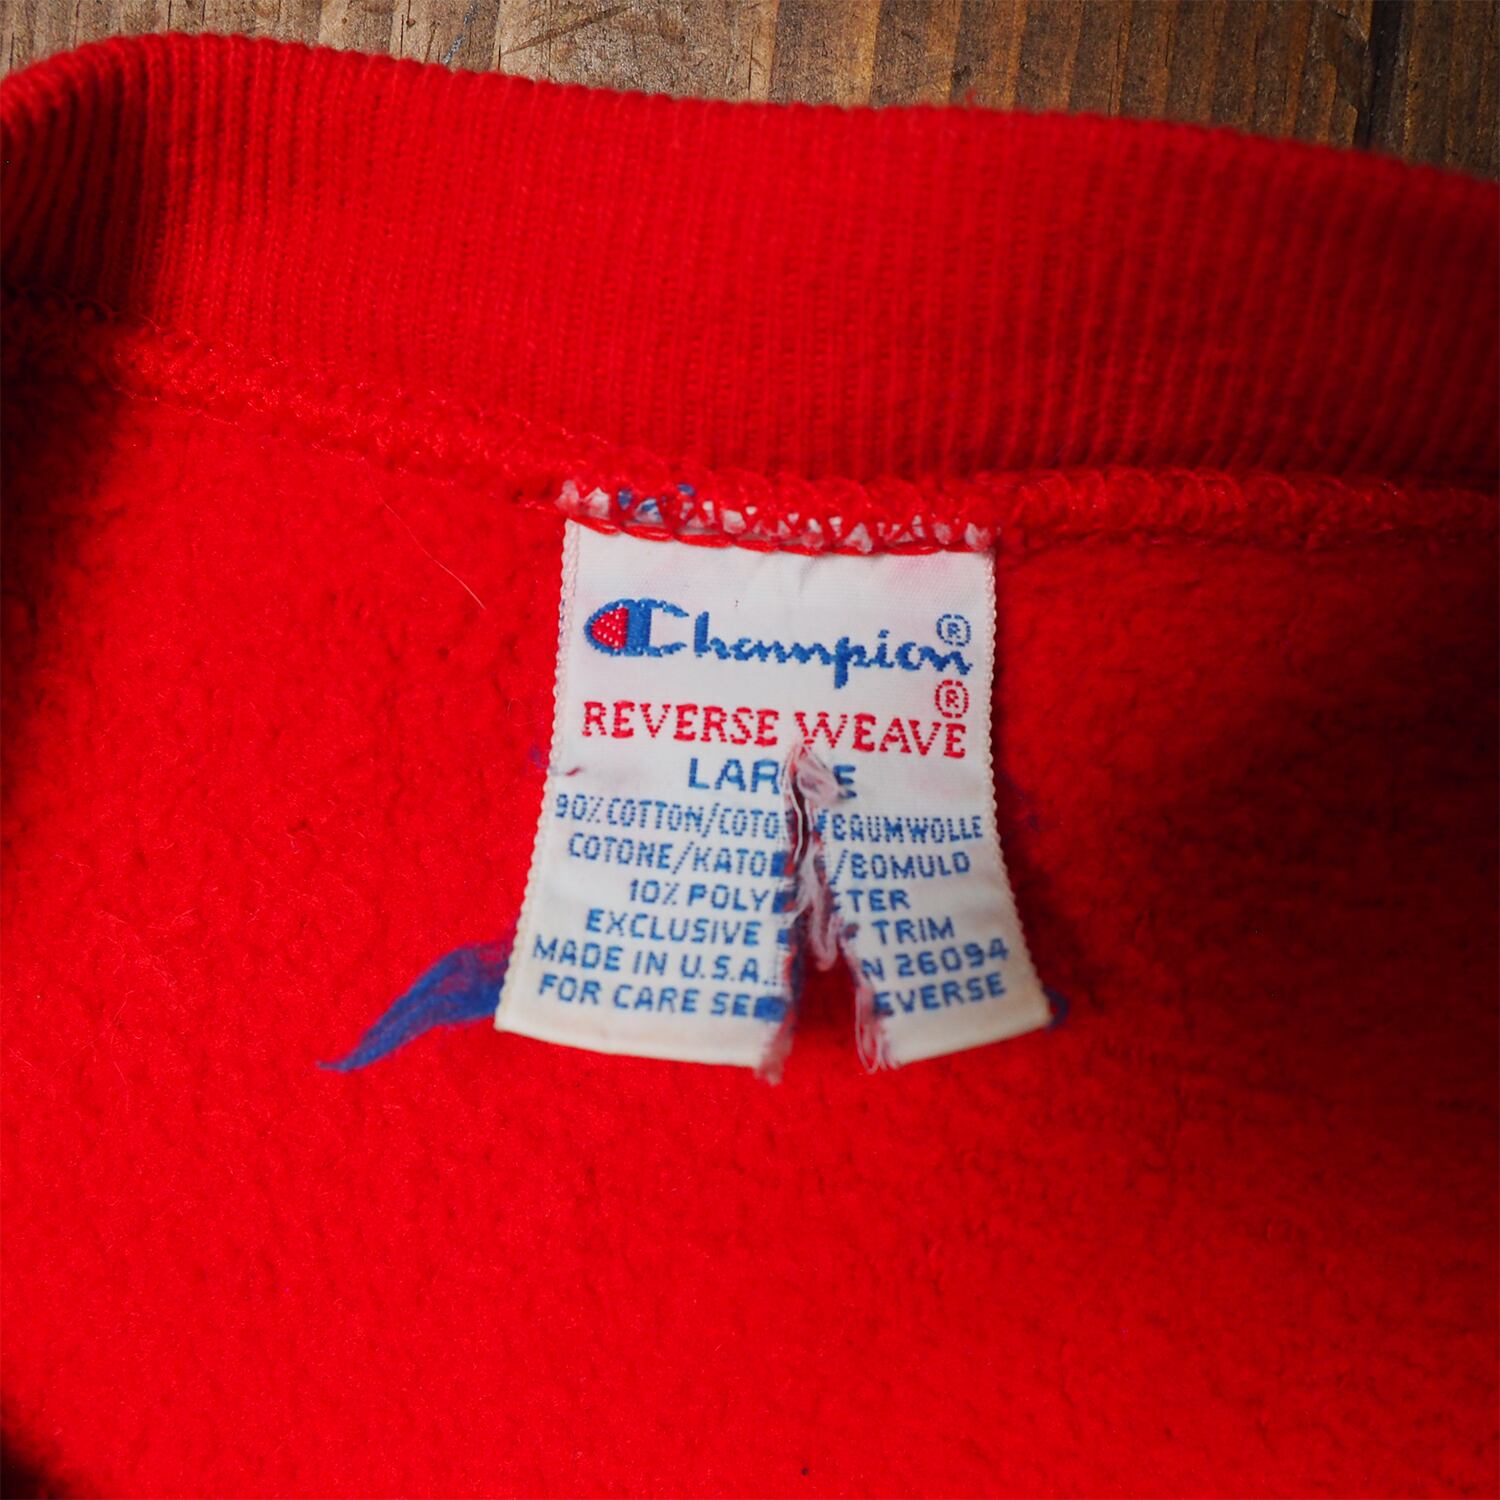 Champion®
REVERSE WEAVE®
LAR E
90% COTTON/COTO /BAUMWOLLE
COTONE/KATO /BOMULD
10% POLY TER
EXCLUSIVE TRIM
MADE IN U.S.A. N 26094
FOR CARE SE EVERSE